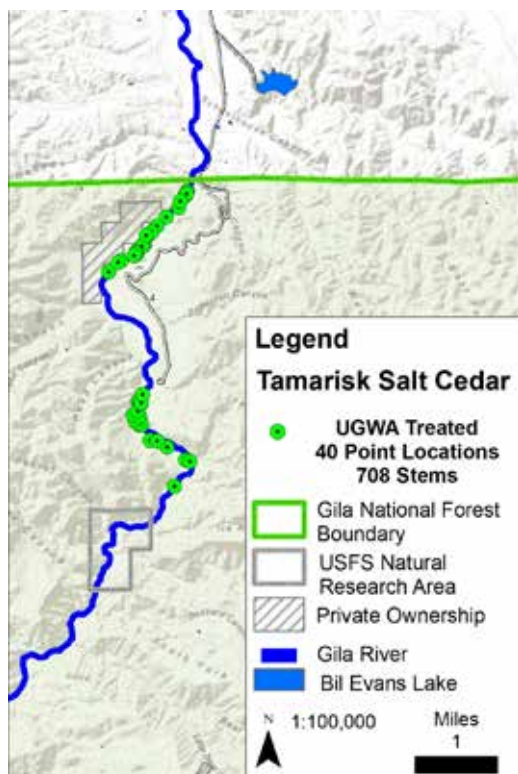 Legend
Tamarisk Salt Cedar
UGWA Treated
40 Point Locations
708 Stems
Gila National Forest
Boundary
USFS Natural
Research Area
Private Ownership
Gila River
Bil Evans Lake
N
1:100,000
Miles
1